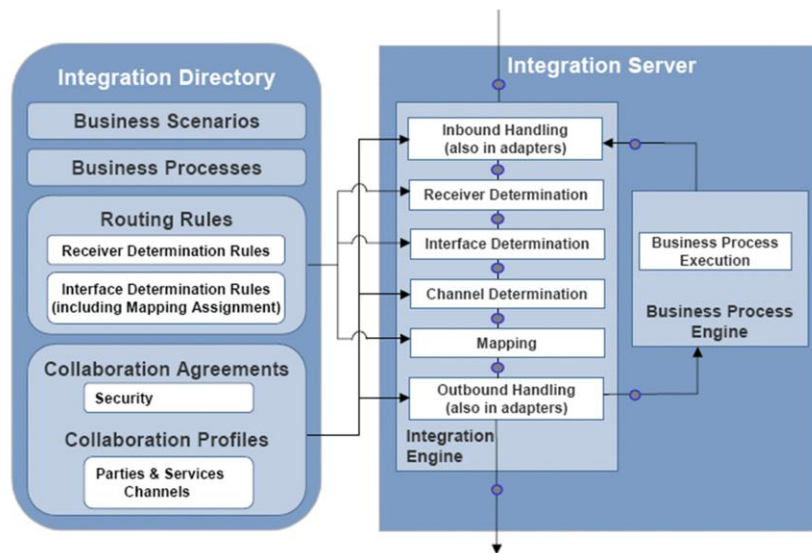 Integration Directory
Business Scenarios
Business Processes
Routing Rules
Receiver Determination Rules
Interface Determination Rules
(including Mapping Assignment)
Collaboration Agreements
Security
Collaboration Profiles
Parties & Services
Channels
Integration Server
Inbound Handling
(also in adapters)
Receiver Determination
Interface Determination
Channel Determination
Mapping
Outbound Handling
(also in adapters)
Integration
Engine
Business Process
Execution
Business Process
Engine